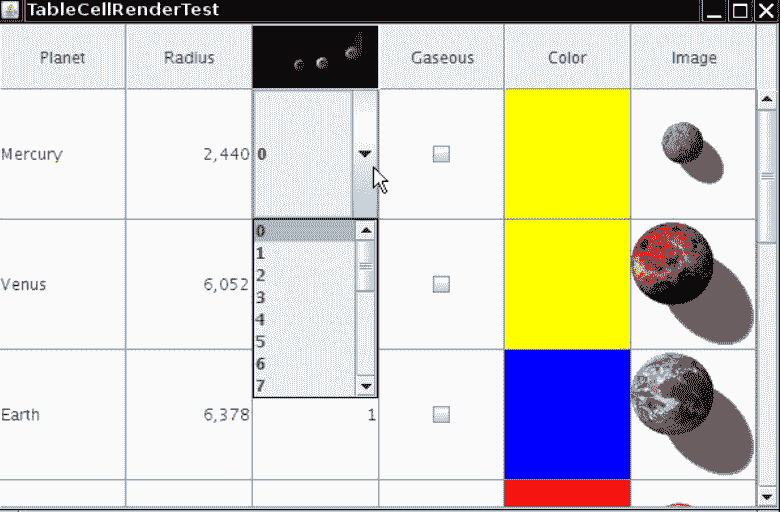 TableCellRenderTest
Planet Radius Gaseous Color Image
Mercury 2,440 0
0
1
Venus 6,052 2
3
4
5
6
7
Earth 6,378 1